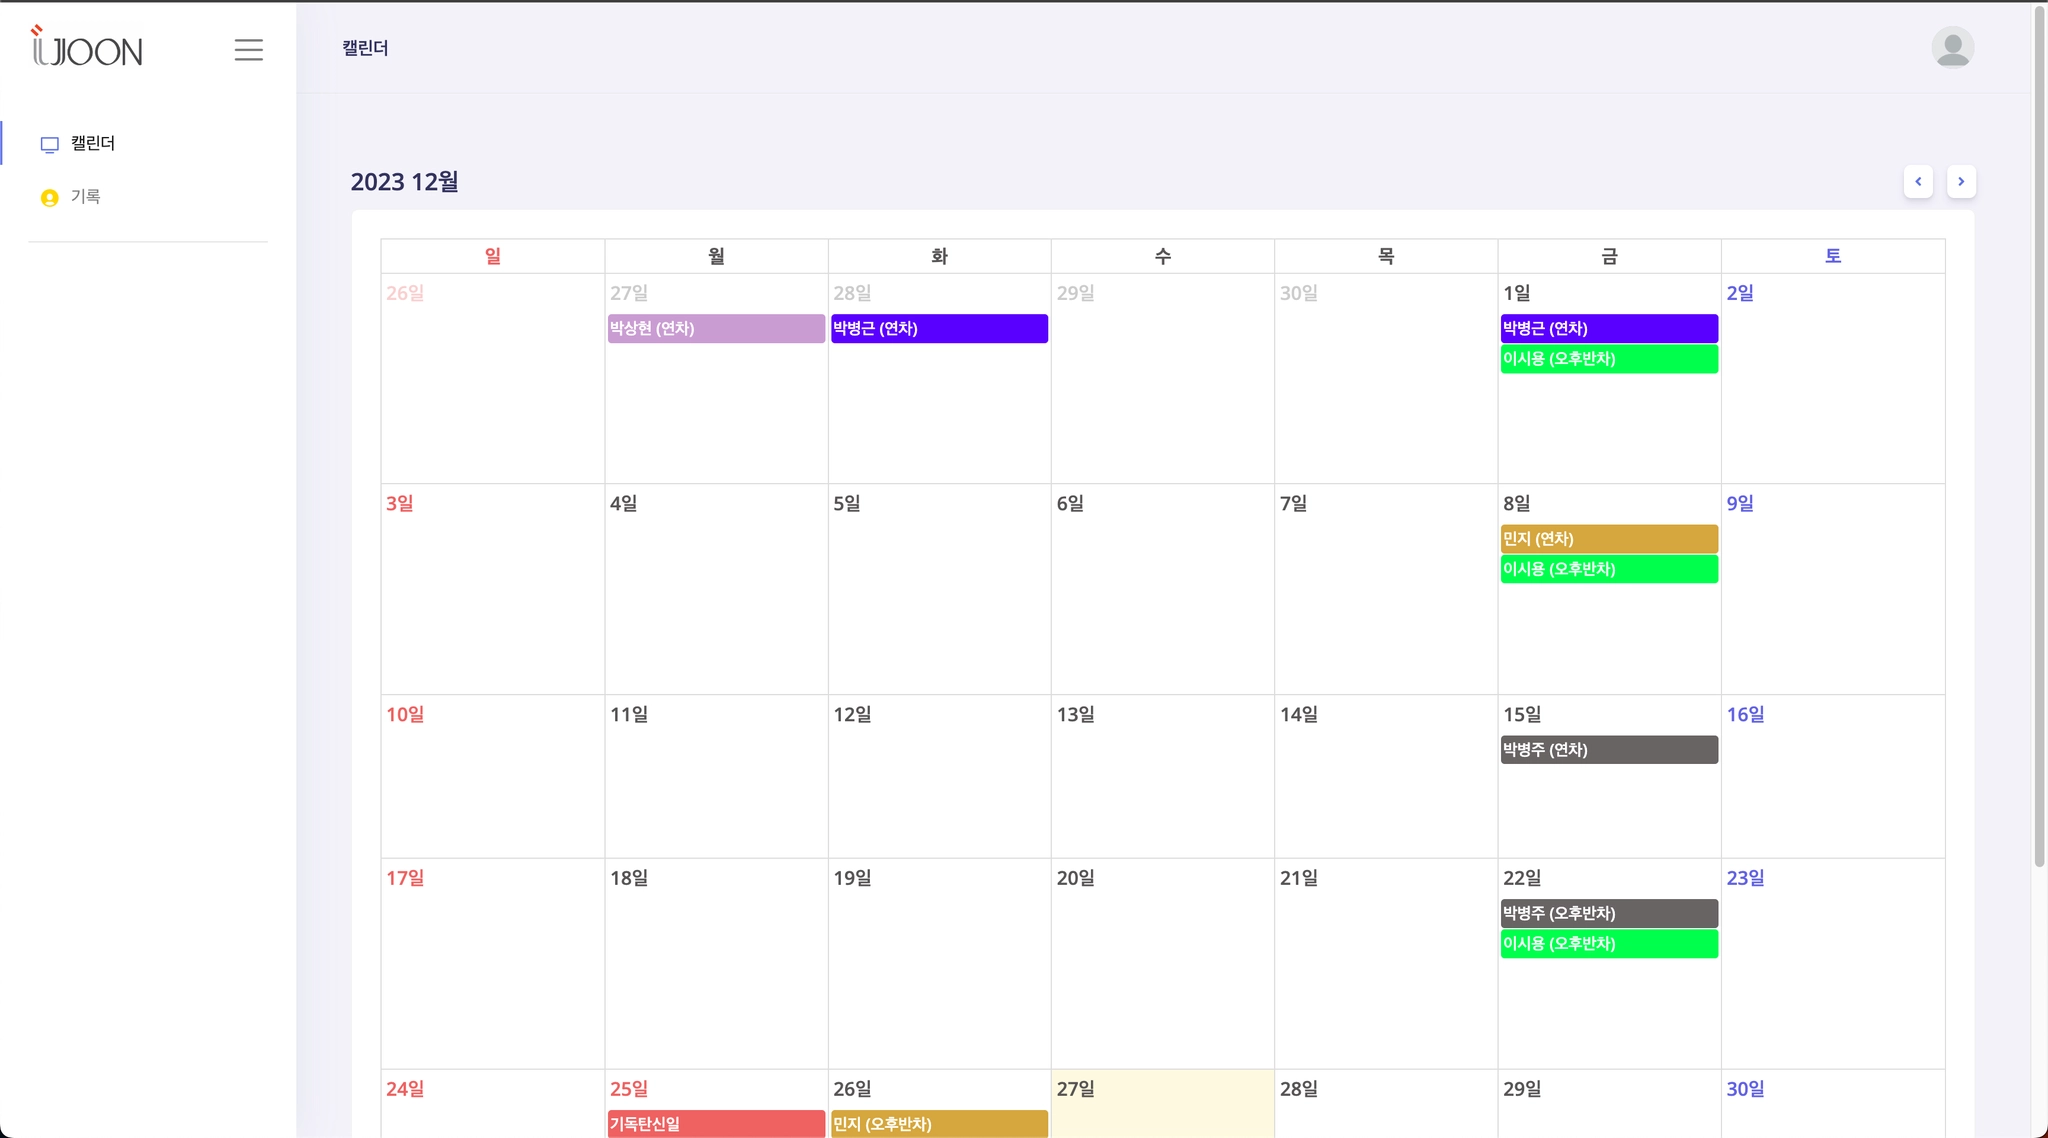 iUJOON
캘린더
캘린더
기록
2023 12월
일 월 화 수 목 금 토
26일 27일 28일 29일 30일 1일 2일
박상현 (연차) 박병근 (연차) 박병근 (연차)
이시용 (오후반차)
3일 4일 5일 6일 7일 8일 9일
민지 (연차)
이시용 (오후반차)
10일 11일 12일 13일 14일 15일 16일
박병주 (연차)
17일 18일 19일 20일 21일 22일 23일
박병주 (오후반차)
이시용 (오후반차)
24일 25일 26일 27일 28일 29일 30일
기독탄신일 민지 (오후반차)